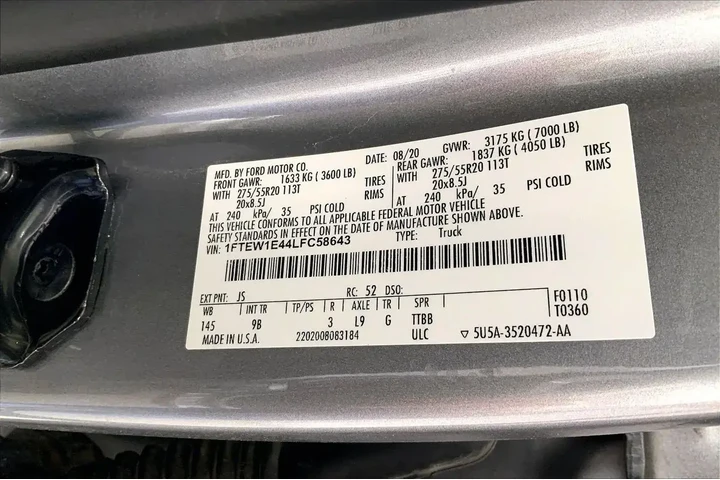 MFD. BY FORD MOTOR CO.
DATE: 08/20 GVWR: 3175 KG ( 7000 LB)
FRONT GAWR: 1633 KG ( 3600 LB) REAR GAWR: 1837 KG ( 4050 LB)
WITH 275/55R20 113T TIRES WITH 275/55R20 113T TIRES
20x8.5J RIMS 20x8.5J RIMS
AT 240 kPa/ 35 PSI COLD AT 240 kPa/ 35 PSI COLD
THIS VEHICLE CONFORMS TO ALL APPLICABLE FEDERAL MOTOR VEHICLE
SAFETY STANDARDS IN EFFECT ON THE DATE OF MANUFACTURE SHOWN ABOVE.
VIN: 1FTEW1E44LFC58643 TYPE: Truck
EXT PNT: JS RC: 52 DSO:
WB INT TR TP/PS R AXLE TR SPR F0110
145 9B 3 L9 G TTBB T0360
MADE IN U.S.A. 2202008083184 ULC ▽ 5U5A-3520472-AA